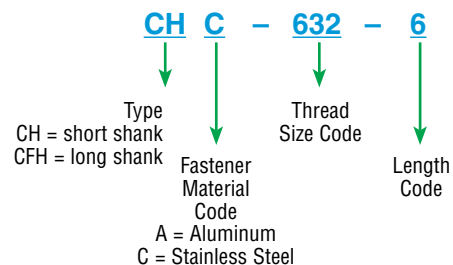 CH C – 632 – 6
Type
CH = short shank
CFH = long shank
Fastener
Material
Code
A = Aluminum
C = Stainless Steel
Thread
Size Code
Length
Code